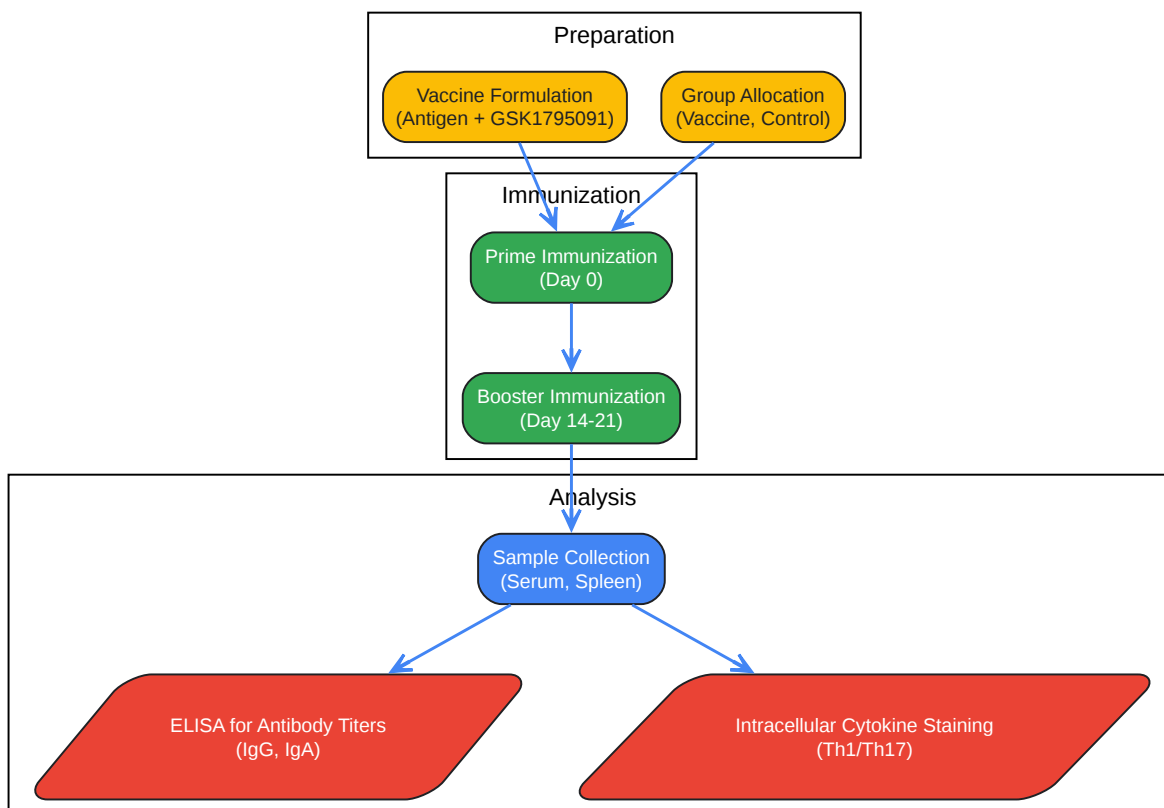 Preparation
Vaccine Formulation
(Antigen + GSK1795091)
Group Allocation
(Vaccine, Control)
Immunization
Prime Immunization
(Day 0)
Booster Immunization
(Day 14-21)
Analysis
Sample Collection
(Serum, Spleen)
ELISA for Antibody Titers
(IgG, IgA)
Intracellular Cytokine Staining
(Th1/Th17)